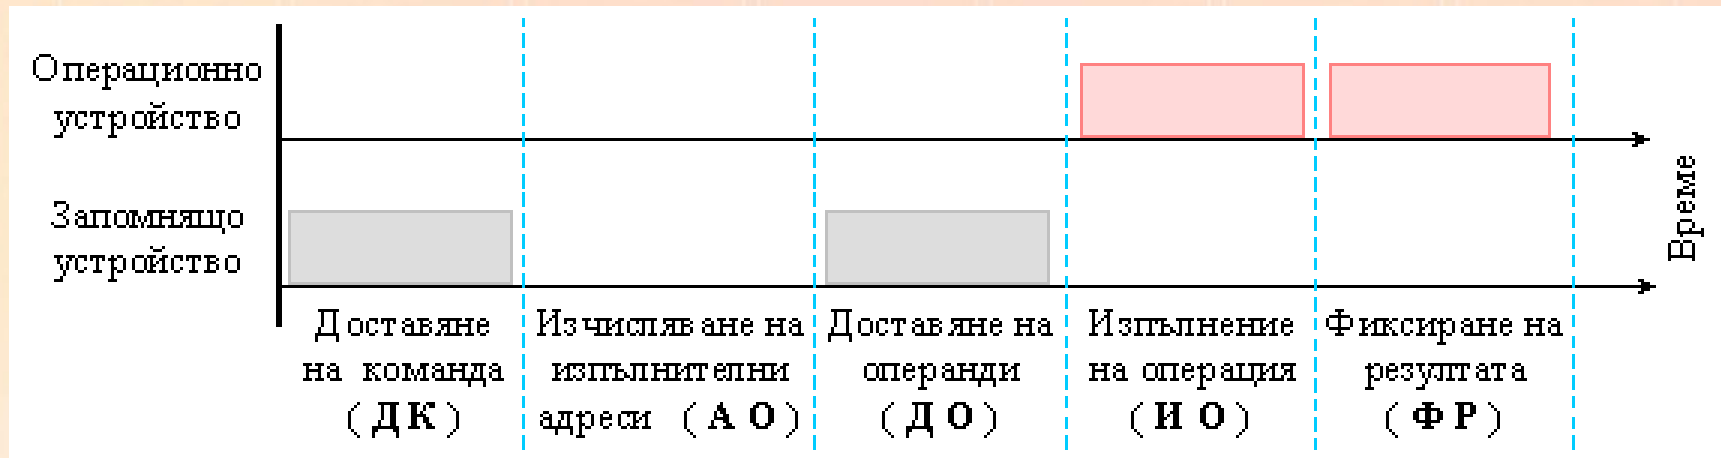 Операционно
устройство
Запомнящо
устройство
Време
Доставяне
на команда
(ДК)
Изчисляване на
изпълнителни
адреси (АО)
Доставяне на
операнди
(ДО)
Изпълнение
на операция
(ИО)
Фиксиране на
резултата
(ФР)